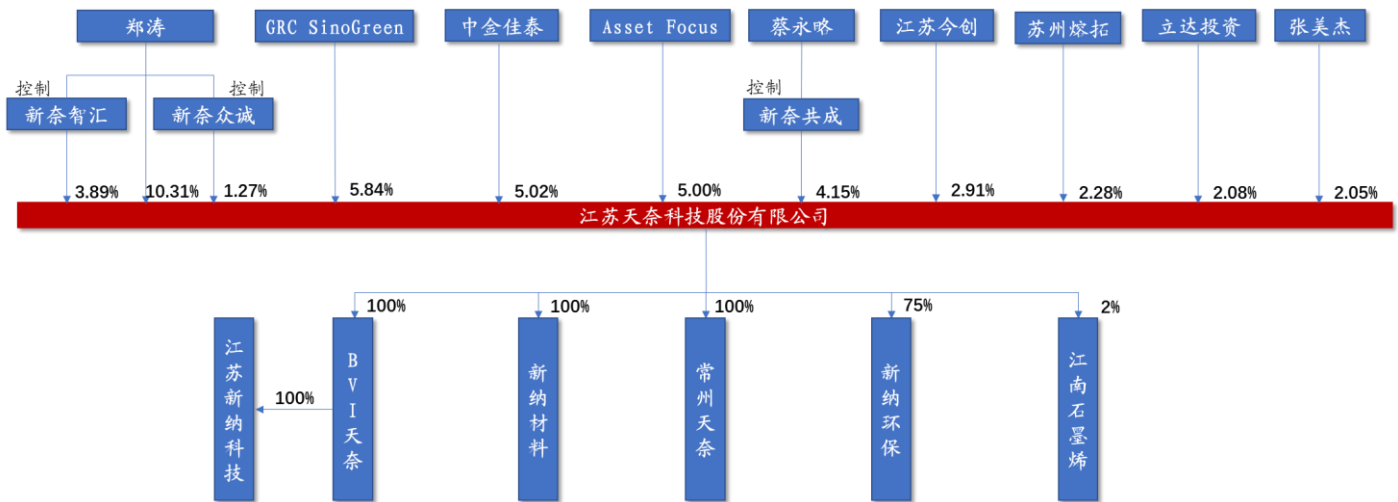 郑涛
GRC SinoGreen
中金佳泰
Asset Focus
蔡永略
江苏今创
苏州熔拓
立达投资
张美杰
控制
控制
控制
新奈智汇
新奈众诚
新奈共成
3.89%
10.31%
1.27%
5.84%
5.02%
5.00%
4.15%
2.91%
2.28%
2.08%
2.05%
江苏天奈科技股份有限公司
100%
100%
100%
75%
2%
江苏新纳科技
100%
BVI天奈
新纳材料
常州天奈
新纳环保
江南石墨烯